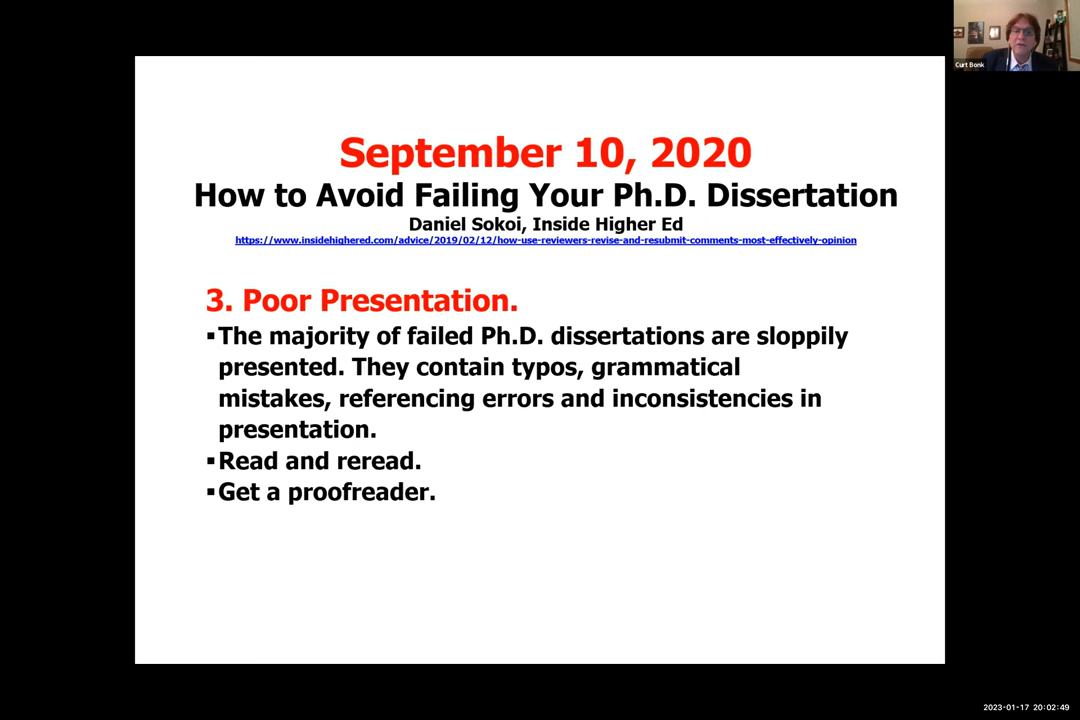 Curt Bonk
September 10, 2020
How to Avoid Failing Your Ph.D. Dissertation
Daniel Sokoi, Inside Higher Ed
https://www.insidehighered.com/advice/2019/02/12/how-use-reviewers-revise-and-resubmit-comments-most-effectively-opinion
3. Poor Presentation.
▪The majority of failed Ph.D. dissertations are sloppily
presented. They contain typos, grammatical
mistakes, referencing errors and inconsistencies in
presentation.
▪Read and reread.
▪Get a proofreader.
2023-01-17 20:02:49